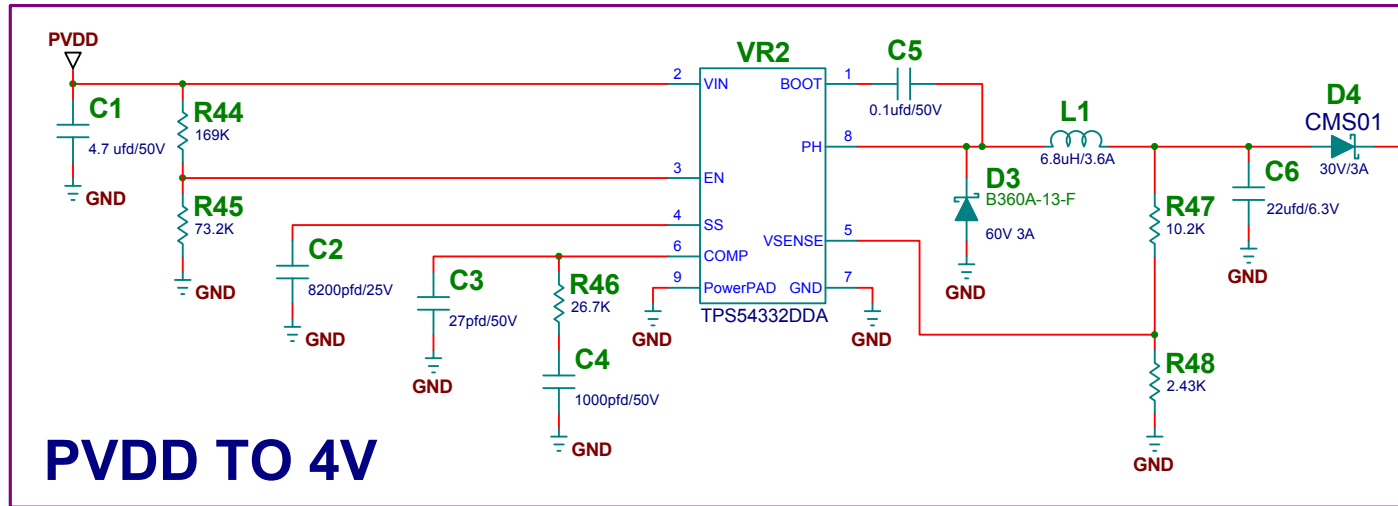 PVDD
C1
4.7 ufd/50V
GND
R44
169K
R45
73.2K
GND
C2
8200pfd/25V
GND
C3
27pfd/50V
GND
R46
26.7K
C4
1000pfd/50V
GND
GND
VR2
2 VIN BOOT 1
PH 8
3 EN
4 SS
VSENSE 5
6 COMP
9 PowerPAD GND 7
TPS54332DDA
GND
C5
0.1ufd/50V
D3
B360A-13-F
60V 3A
GND
L1
6.8uH/3.6A
R47
10.2K
R48
2.43K
GND
C6
22ufd/6.3V
GND
D4
CMS01
30V/3A
PVDD TO 4V